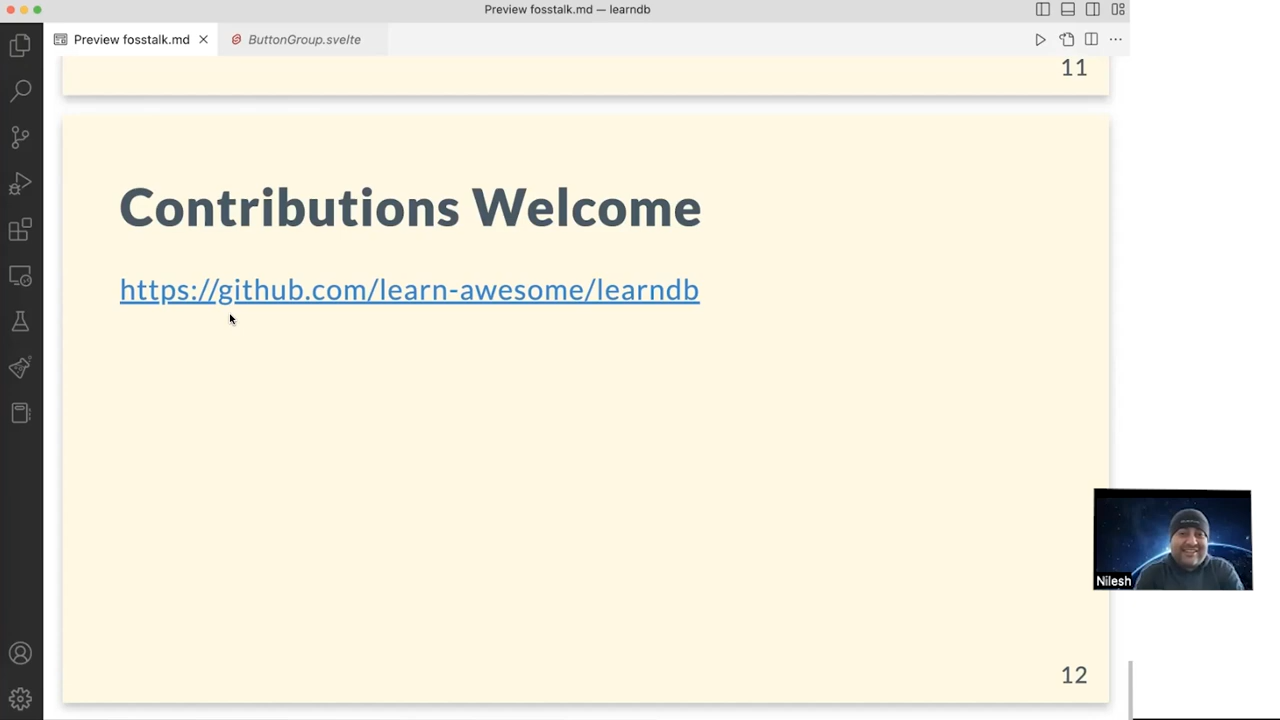 Preview fosstalk.md — learndb
Preview fosstalk.md
ButtonGroup.svelte
11
Contributions Welcome
https://github.com/learn-awesome/learndb
Nilesh
12